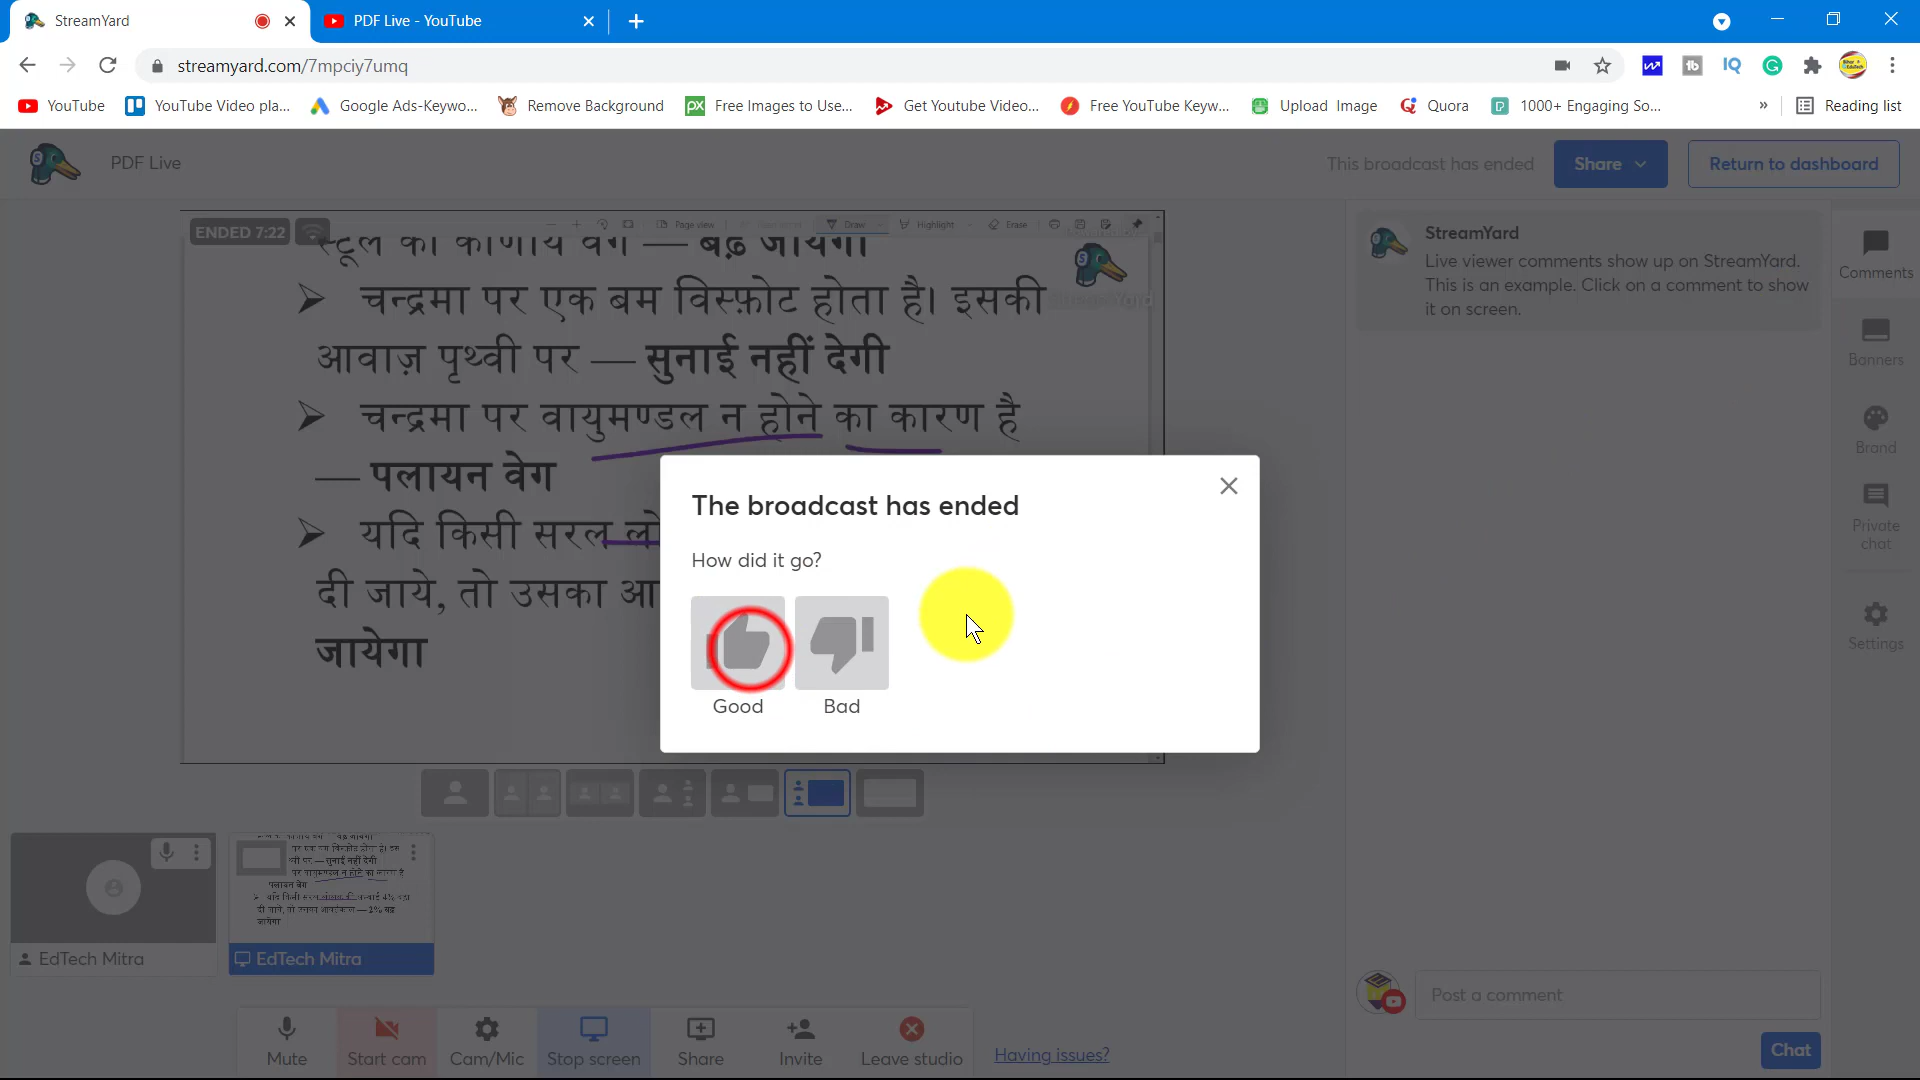 StreamYard
PDF Live - YouTube
streamyard.com/7mpciy7umq
YouTube
YouTube Video pla...
Google Ads-Keywo...
Remove Background
Free Images to Use...
Get Youtube Video...
Free YouTube Keyw...
Upload Image
Quora
1000+ Engaging So...
»
Reading list
PDF Live
This broadcast has ended
Share
Return to dashboard
ENDED 7:22
Page view
Draw
Highlight
Erase
स्टूल का कोणीय वेग — बढ़ जायेगा
➤ चन्द्रमा पर एक बम विस्फ़ोट होता है। इसकी
आवाज़ पृथ्वी पर — सुनाई नहीं देगी
➤ चन्द्रमा पर वायुमण्डल न होने का कारण है
— पलायन वेग
➤ यदि किसी सरल लो
दी जाये, तो उसका आ
जायेगा
StreamYard
Live viewer comments show up on StreamYard.
This is an example. Click on a comment to show
it on screen.
Comments
Banners
Brand
Private
chat
Settings
The broadcast has ended
How did it go?
Good
Bad
EdTech Mitra
EdTech Mitra
Post a comment
Chat
Mute
Start cam
Cam/Mic
Stop screen
Share
Invite
Leave studio
Having issues?